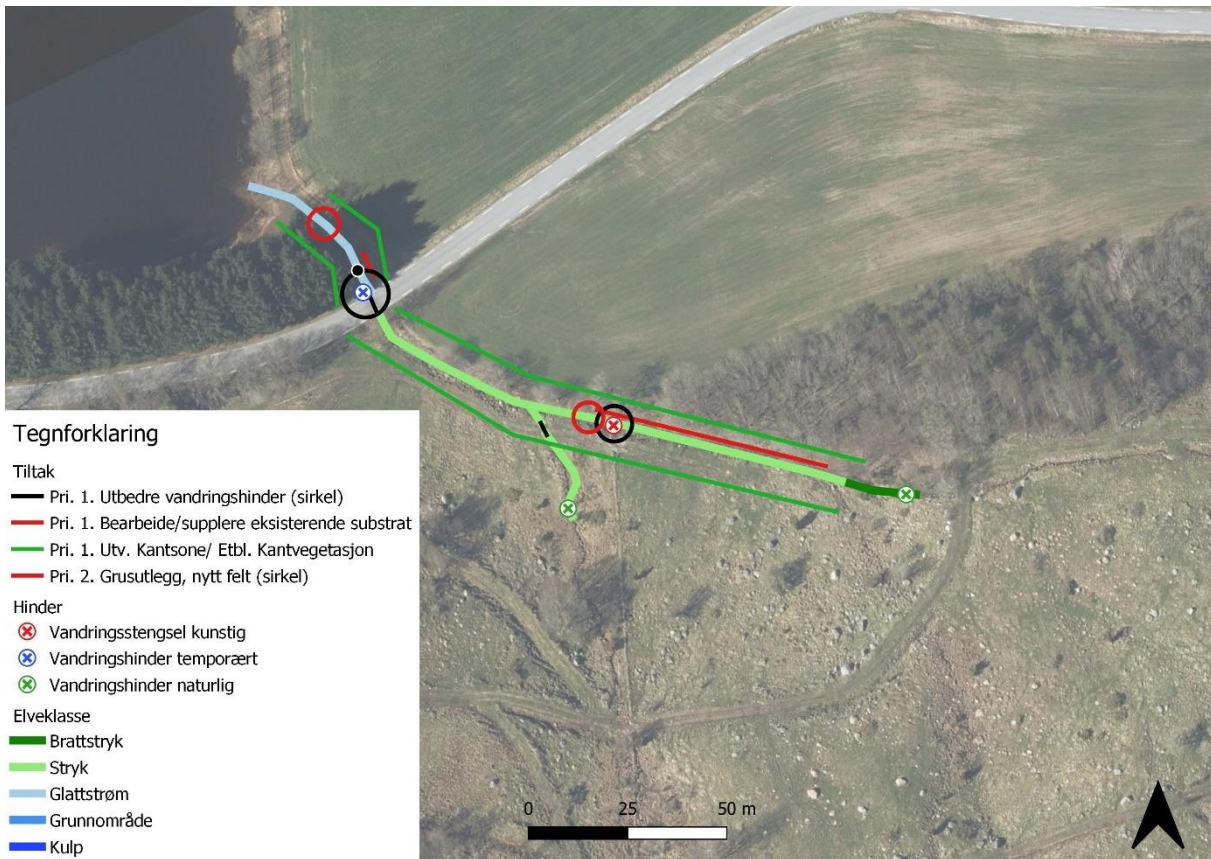 Tegnforklaring
Tiltak
Pri. 1. Utbedre vandringshinder (sirkel)
Pri. 1. Bearbeide/supplere eksisterende substrat
Pri. 1. Utv. Kantsone/ Etbl. Kantvegetasjon
Pri. 2. Grusutlegg, nytt felt (sirkel)
Hinder
Vandringsstengsel kunstig
Vandringshinder temporært
Vandringshinder naturlig
Elveklasse
Brattstryk
Stryk
Glattstrøm
Grunnområde
Kulp
0 25 50 m